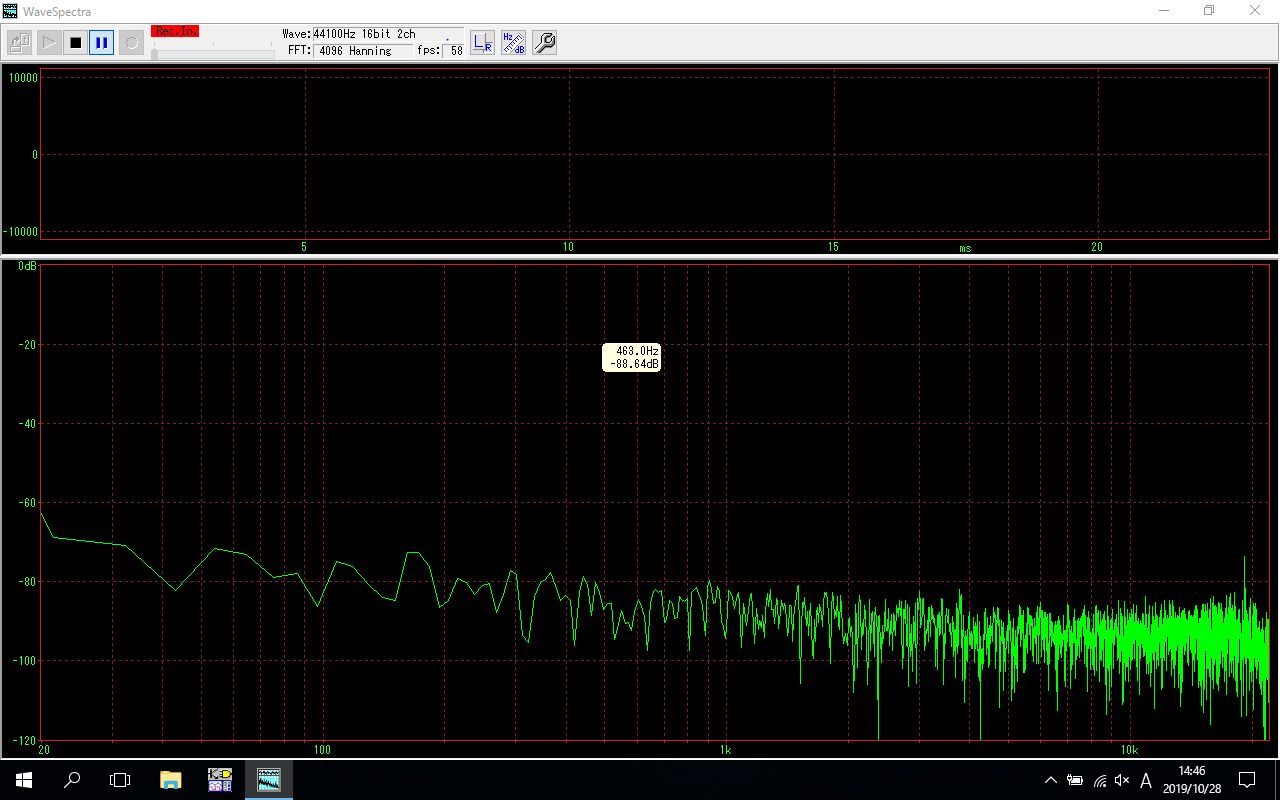 WaveSpectra
Rec.In.
Wave:44100Hz 16bit 2ch
FFT: 4096 Hanning fps: 58
L R
Hz dB
10000
0
-10000
5 10 15 ms 20
0dB
-20
-40
-60
-80
-100
-120
463.0Hz
-88.64dB
20 100 1k 10k
A
14:46
2019/10/28